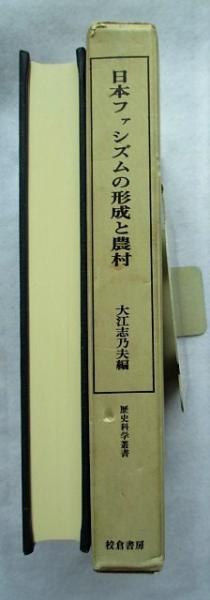 日本ファシズムの形成と農村
大江志乃夫編
歴史科学叢書
校倉書房